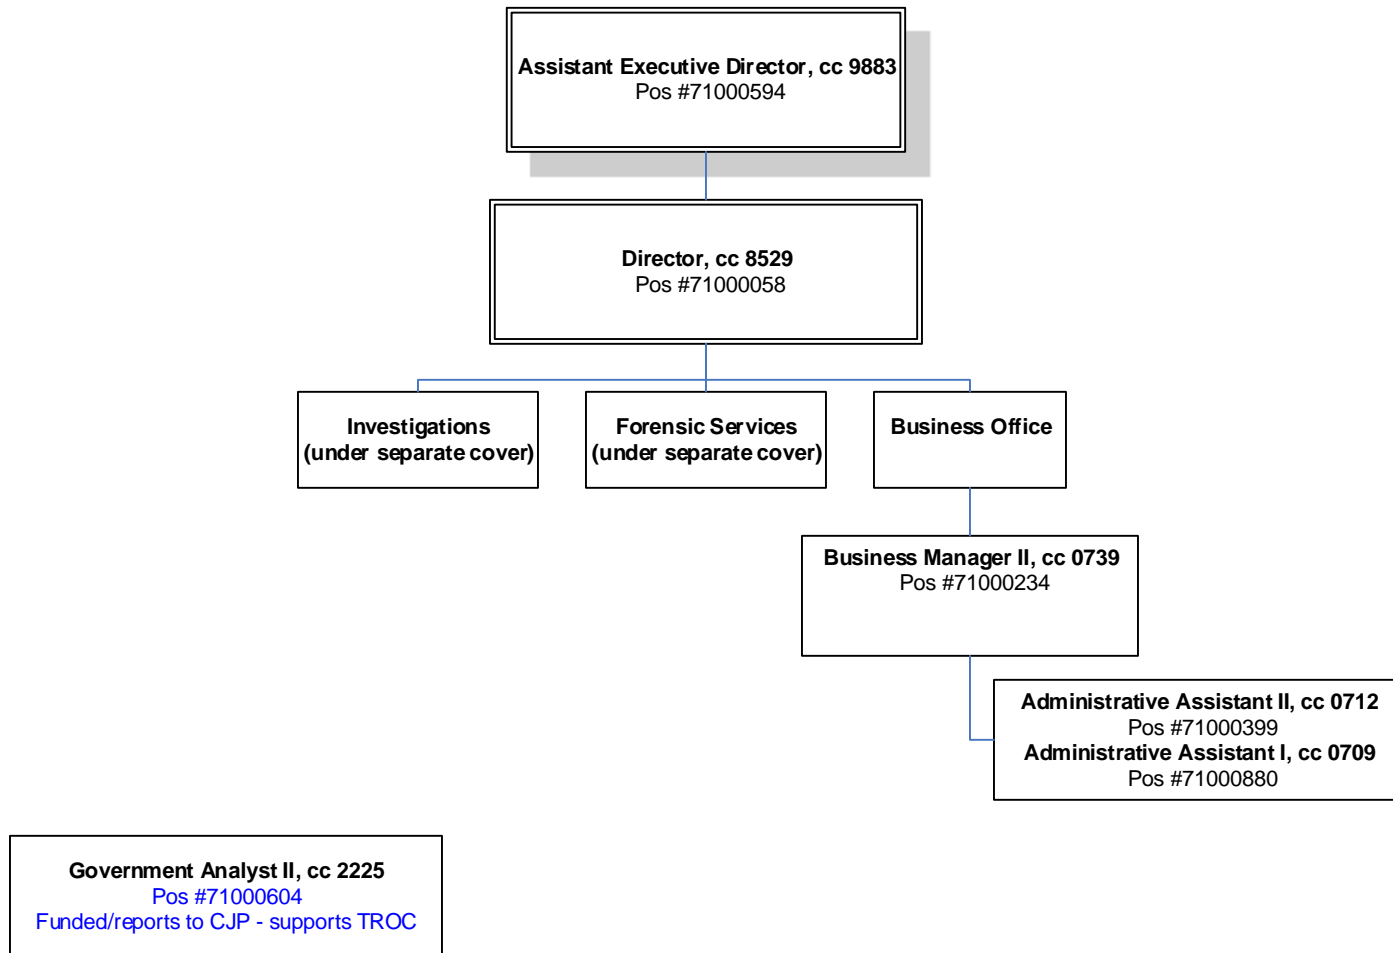 Assistant Executive Director, cc 9883
Pos #71000594
Director, cc 8529
Pos #71000058
Investigations
(under separate cover)
Forensic Services
(under separate cover)
Business Office
Business Manager II, cc 0739
Pos #71000234
Administrative Assistant II, cc 0712
Pos #71000399
Administrative Assistant I, cc 0709
Pos #71000880
Government Analyst II, cc 2225
Pos #71000604
Funded/reports to CJP - supports TROC